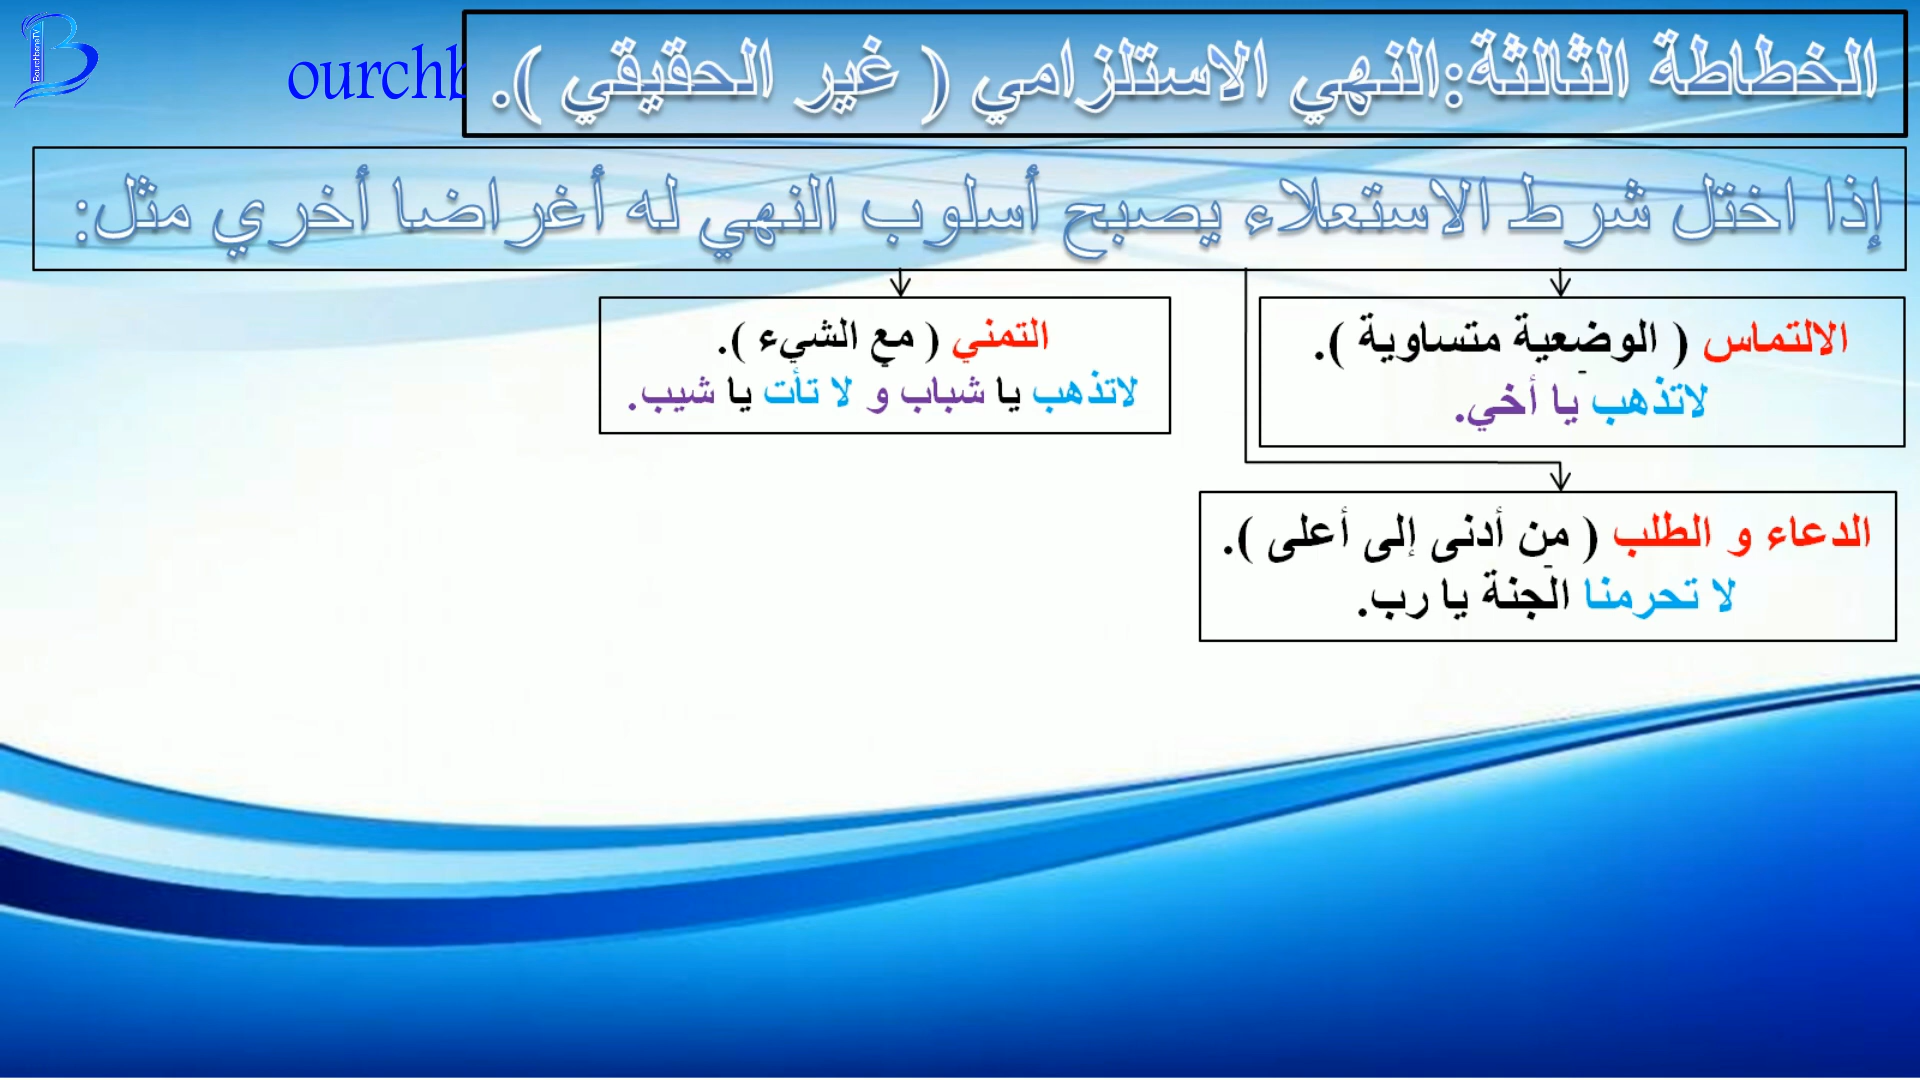 BourchbeneTV
ourchb
الخطاطة الثالثة:النهي الاستلزامي ( غير الحقيقي ).
إذا اختل شرط الاستعلاء يصبح أسلوب النهي له أغراضا أخري مثل:
الالتماس ( الوضعية متساوية ).
لاتذهب يا أخي.
التمني ( مع الشيء ).
لاتذهب يا شباب و لا تأت يا شيب.
الدعاء و الطلب ( من أدنى إلى أعلى ).
لا تحرمنا الجنة يا رب.